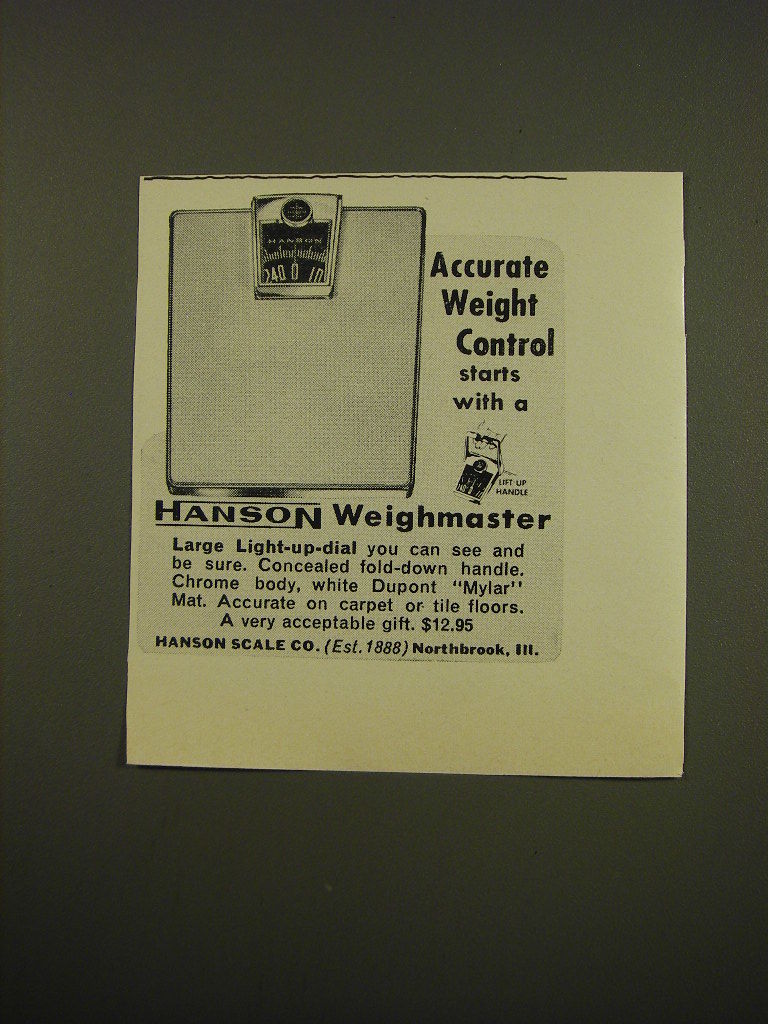 HANSON
240 0 10
Accurate
Weight
Control
starts
with a
LIFT UP
HANDLE
HANSON Weighmaster
Large Light-up-dial you can see and
be sure. Concealed fold-down handle.
Chrome body, white Dupont "Mylar"
Mat. Accurate on carpet or tile floors.
A very acceptable gift. $12.95
HANSON SCALE CO. (Est. 1888) Northbrook, Ill.